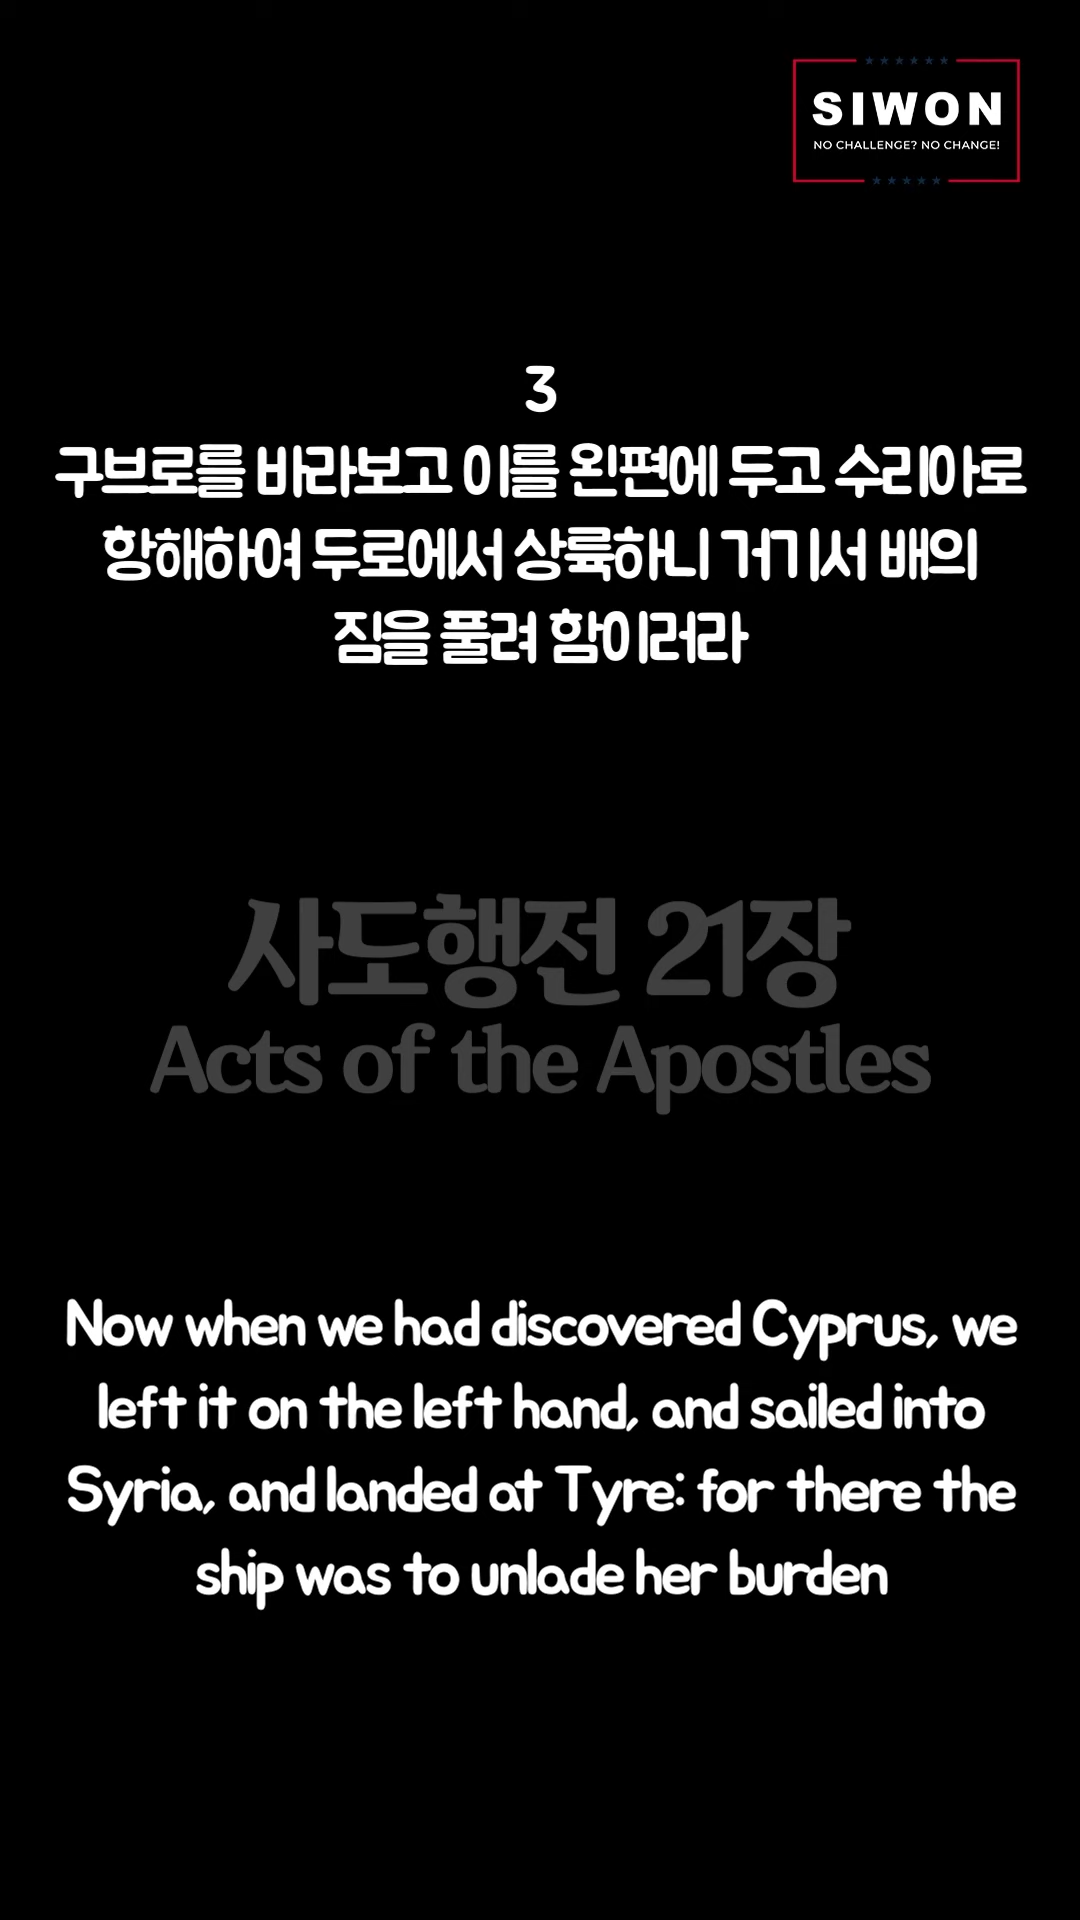 SIWON
NO CHALLENGE? NO CHANGE!
3
구브로를 바라보고 이를 왼편에 두고 수리아로
항해하여 두로에서 상륙하니 거기서 배의
짐을 풀려 함이러라
사도행전 21장
Acts of the Apostles
Now when we had discovered Cyprus, we
left it on the left hand, and sailed into
Syria, and landed at Tyre: for there the
ship was to unlade her burden